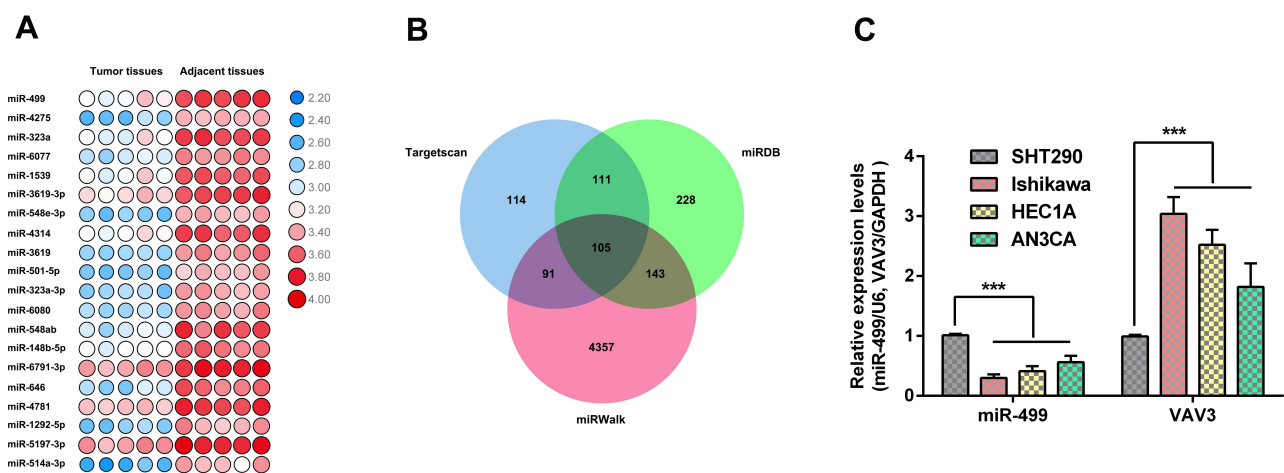 A
Tumor tissues
Adjacent tissues
miR-499
miR-4275
miR-323a
miR-6077
miR-1539
miR-3619-3p
miR-548e-3p
miR-4314
miR-3619
miR-501-5p
miR-323a-3p
miR-6080
miR-548ab
miR-148b-5p
miR-6791-3p
miR-646
miR-4781
miR-1292-5p
miR-5197-3p
miR-514a-3p
2.20
2.40
2.60
2.80
3.00
3.20
3.40
3.60
3.80
4.00
B
Targetscan
miRDB
114
111
228
105
91
143
4357
miRWalk
C
Relative expression levels
(miR-499/U6, VAV3/GAPDH )
4
3
2
1
0
SHT290
Ishikawa
HEC1A
AN3CA
***
***
miR-499
VAV3